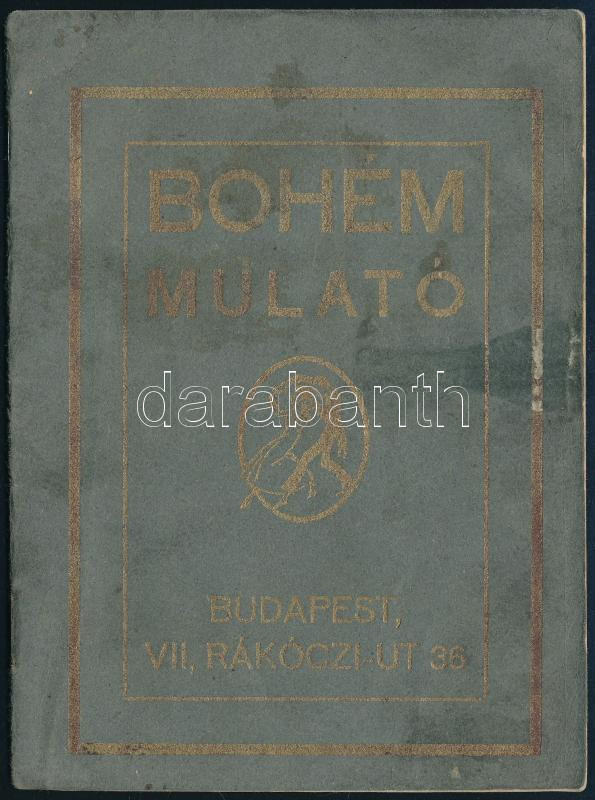 BOHÉM
MULATÓ
darabanth
BUDAPEST,
VII, RÁKÓCZI-UT 36